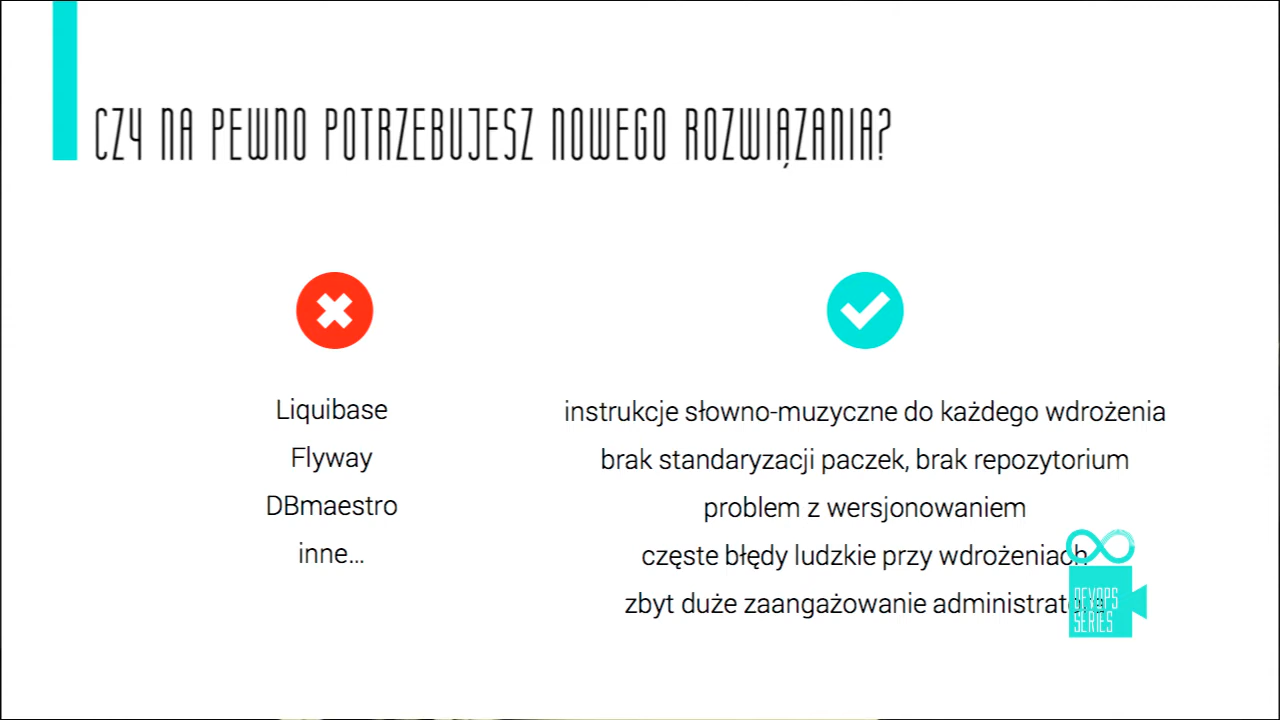 CZY NA PEWNO POTRZEBUJESZ NOWEGO ROZWIĄZANIA?
Liquibase
Flyway
DBmaestro
inne...
instrukcje słowno-muzyczne do każdego wdrożenia
brak standaryzacji paczek, brak repozytorium
problem z wersjonowaniem
częste błędy ludzkie przy wdrożeniach
zbyt duże zaangażowanie
DEVOPS
SERIES